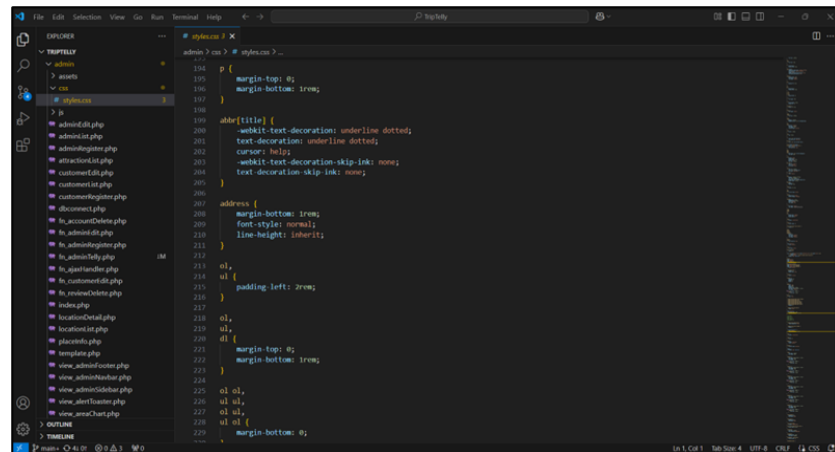 File Edit Selection View Go Run Terminal Help
TripTelly
EXPLORER
TRIPTELLY
admin
assets
css
styles.css 3
js
adminEdit.php
adminList.php
adminRegister.php
attractionList.php
customerEdit.php
customerList.php
customerRegister.php
dbconnect.php
fn_accountDelete.php
fn_adminEdit.php
fn_adminRegister.php
fn_adminTelly.php
fn_ajaxHandler.php
fn_customerEdit.php
fn_reviewDelete.php
index.php
locationDetail.php
locationList.php
placeInfo.php
template.php
view_adminFooter.php
view_adminNavbar.php
view_adminSidebar.php
view_alertToaster.php
view_areaChart.php
OUTLINE
TIMELINE
# styles.css 3
admin > css > # styles.css > ...
194 p {
195 margin-top: 0;
196 margin-bottom: 1rem;
197 }
198
199 abbr[title] {
200 -webkit-text-decoration: underline dotted;
201 text-decoration: underline dotted;
202 cursor: help;
203 -webkit-text-decoration-skip-ink: none;
204 text-decoration-skip-ink: none;
205 }
206
207 address {
208 margin-bottom: 1rem;
209 font-style: normal;
210 line-height: inherit;
211 }
212
213 ol,
214 ul {
215 padding-left: 2rem;
216 }
217
218 ol,
219 ul,
220 dl {
221 margin-top: 0;
222 margin-bottom: 1rem;
223 }
224
225 ol ol,
226 ul ul,
227 ol ul,
228 ul ol {
229 margin-bottom: 0;
main+ 4↓ 0↑ 0 3 0 Ln 1, Col 1 Tab Size: 4 UTF-8 CRLF CSS